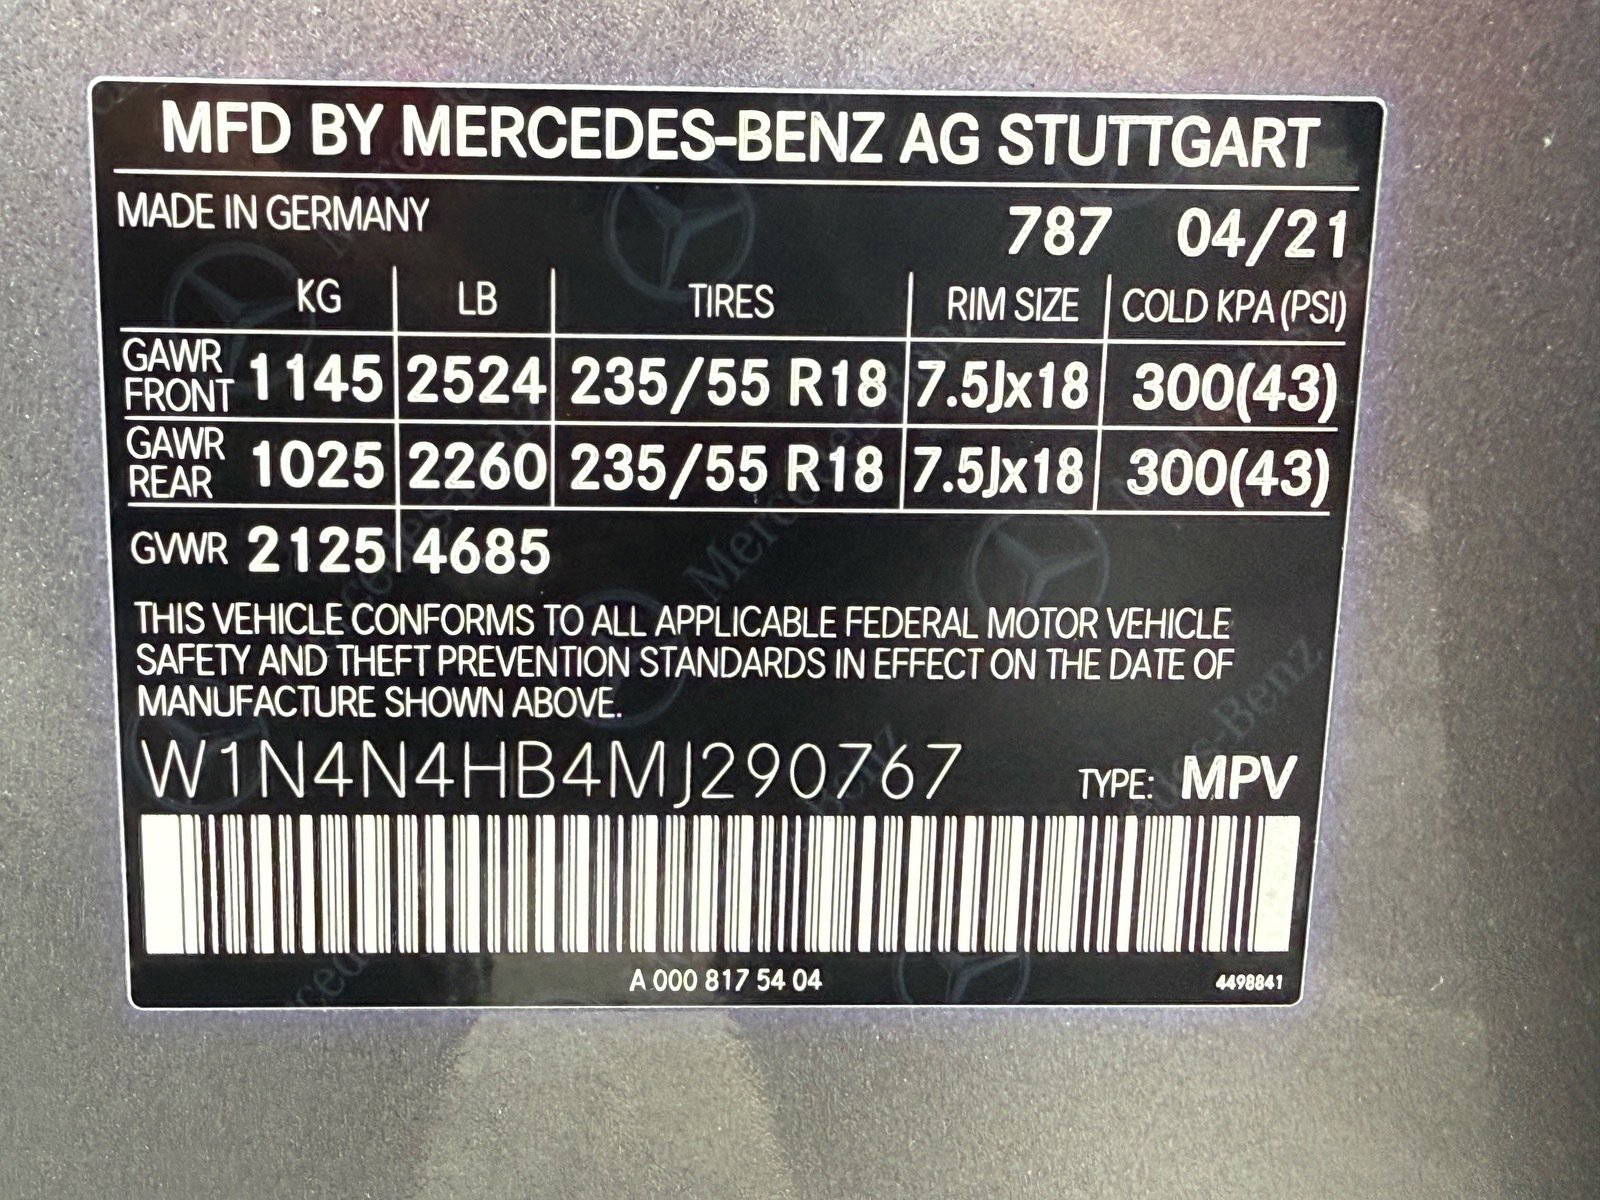 MFD BY MERCEDES-BENZ AG STUTTGART
MADE IN GERMANY 787 04/21
KG LB TIRES RIM SIZE COLD KPA (PSI)
GAWR FRONT 1145 2524 235/55 R18 7.5Jx18 300(43)
GAWR REAR 1025 2260 235/55 R18 7.5Jx18 300(43)
GVWR 2125 4685
THIS VEHICLE CONFORMS TO ALL APPLICABLE FEDERAL MOTOR VEHICLE
SAFETY AND THEFT PREVENTION STANDARDS IN EFFECT ON THE DATE OF
MANUFACTURE SHOWN ABOVE.
W1N4N4HB4MJ290767 TYPE: MPV
A 000 817 54 04 4498841